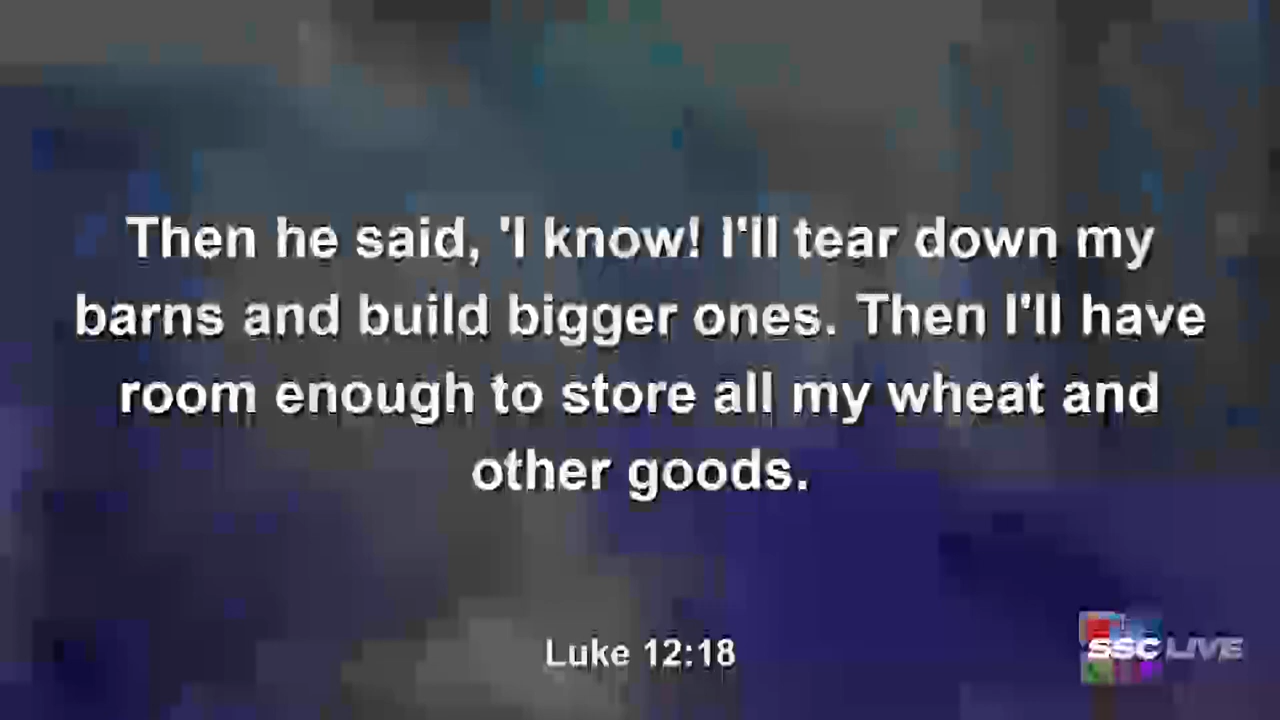 Then he said, 'I know! I'll tear down my
barns and build bigger ones. Then I'll have
room enough to store all my wheat and
other goods.
Luke 12:18
SSC LIVE